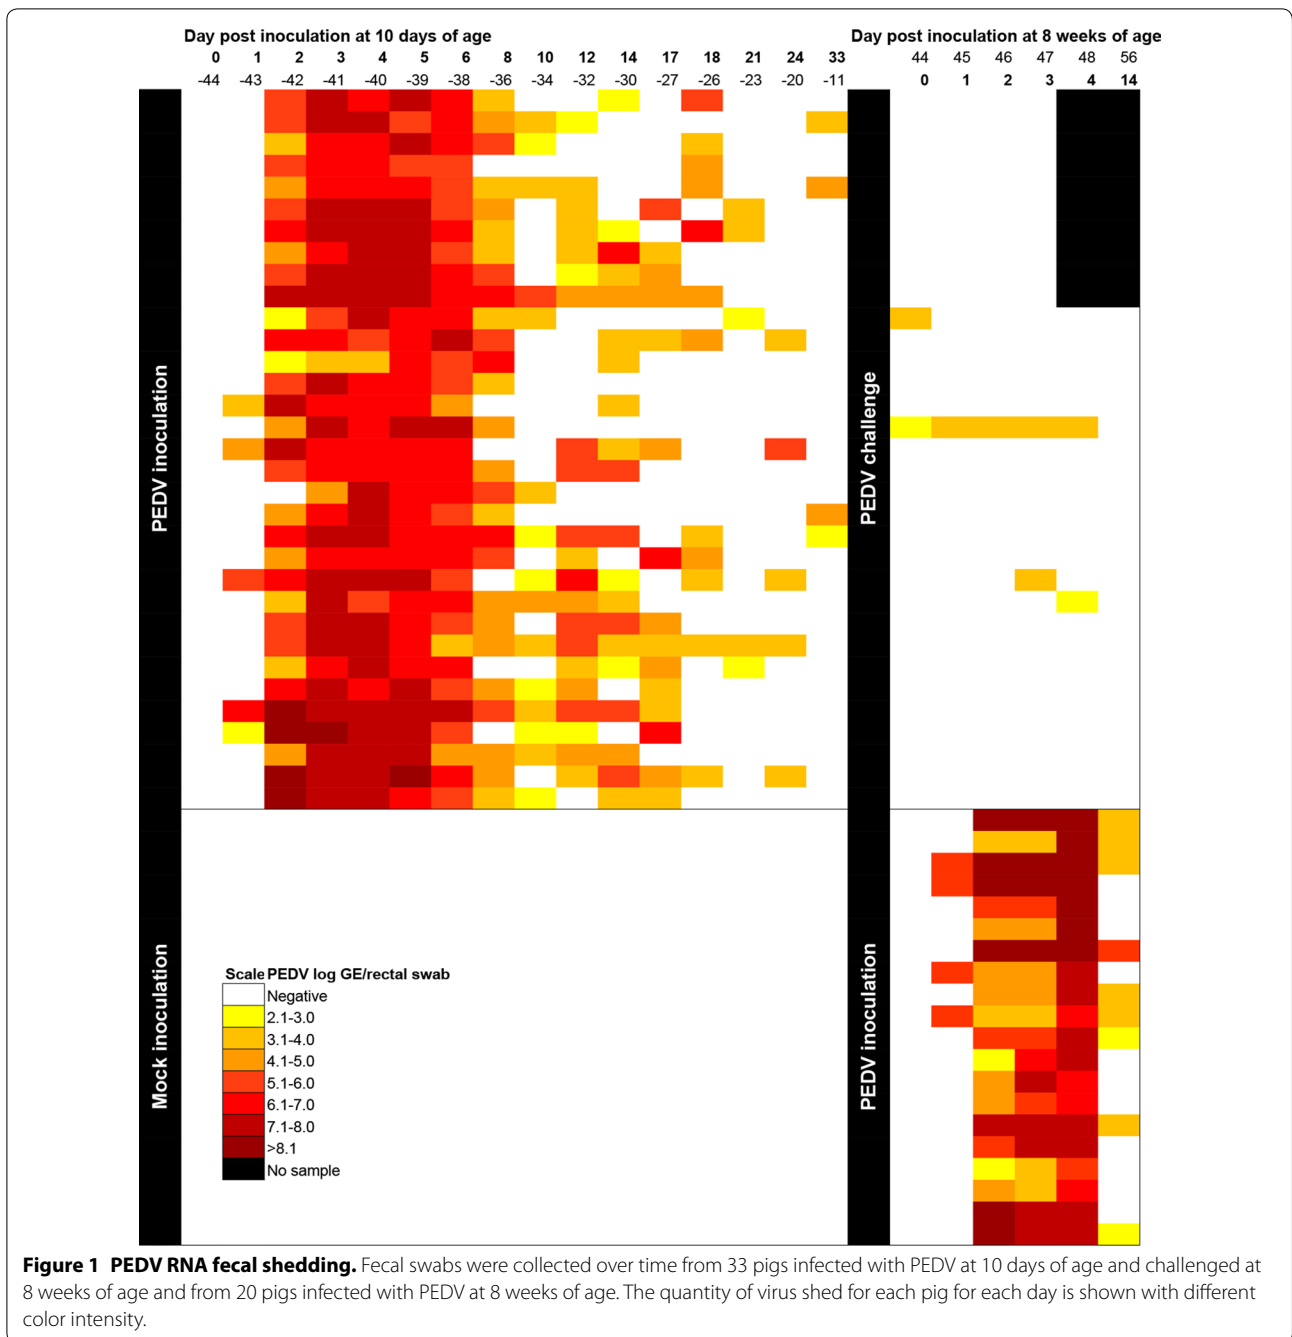 Day post inoculation at 10 days of age
Day post inoculation at 8 weeks of age
0 1 2 3 4 5 6 8 10 12 14 17 18 21 24 33
44 45 46 47 48 56
-44 -43 -42 -41 -40 -39 -38 -36 -34 -32 -30 -27 -26 -23 -20 -11
0 1 2 3 4 14
PEDV inoculation
PEDV challenge
Mock inoculation
PEDV inoculation
Scale PEDV log GE/rectal swab
Negative
2.1-3.0
3.1-4.0
4.1-5.0
5.1-6.0
6.1-7.0
7.1-8.0
>8.1
No sample
Figure 1 PEDV RNA fecal shedding. Fecal swabs were collected over time from 33 pigs infected with PEDV at 10 days of age and challenged at
8 weeks of age and from 20 pigs infected with PEDV at 8 weeks of age. The quantity of virus shed for each pig for each day is shown with different
color intensity.